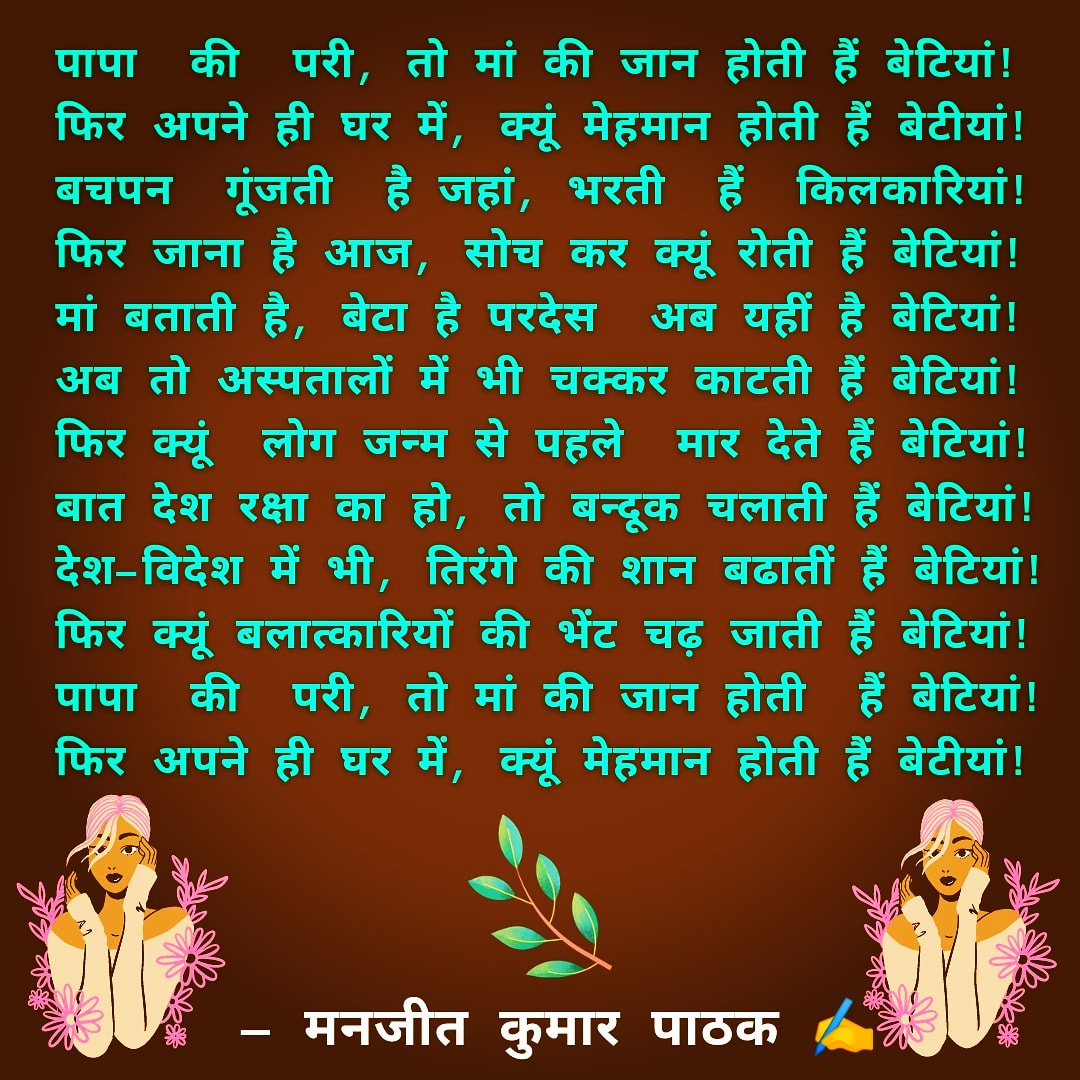 पापा की परी, तो मां की जान होती हैं बेटियां!
फिर अपने ही घर में, क्यूं मेहमान होती हैं बेटीयां!
बचपन गूंजती है जहां, भरती हैं किलकारियां!
फिर जाना है आज, सोच कर क्यूं रोती हैं बेटियां!
मां बताती है, बेटा है परदेस अब यहीं है बेटियां!
अब तो अस्पतालों में भी चक्कर काटती हैं बेटियां!
फिर क्यूं लोग जन्म से पहले मार देते हैं बेटियां!
बात देश रक्षा का हो, तो बन्दूक चलाती हैं बेटियां!
देश–विदेश में भी, तिरंगे की शान बढातीं हैं बेटियां!
फिर क्यूं बलात्कारियों की भेंट चढ़ जाती हैं बेटियां!
पापा की परी, तो मां की जान होती हैं बेटियां!
फिर अपने ही घर में, क्यूं मेहमान होती हैं बेटीयां!
– मनजीत कुमार पाठक ✍️